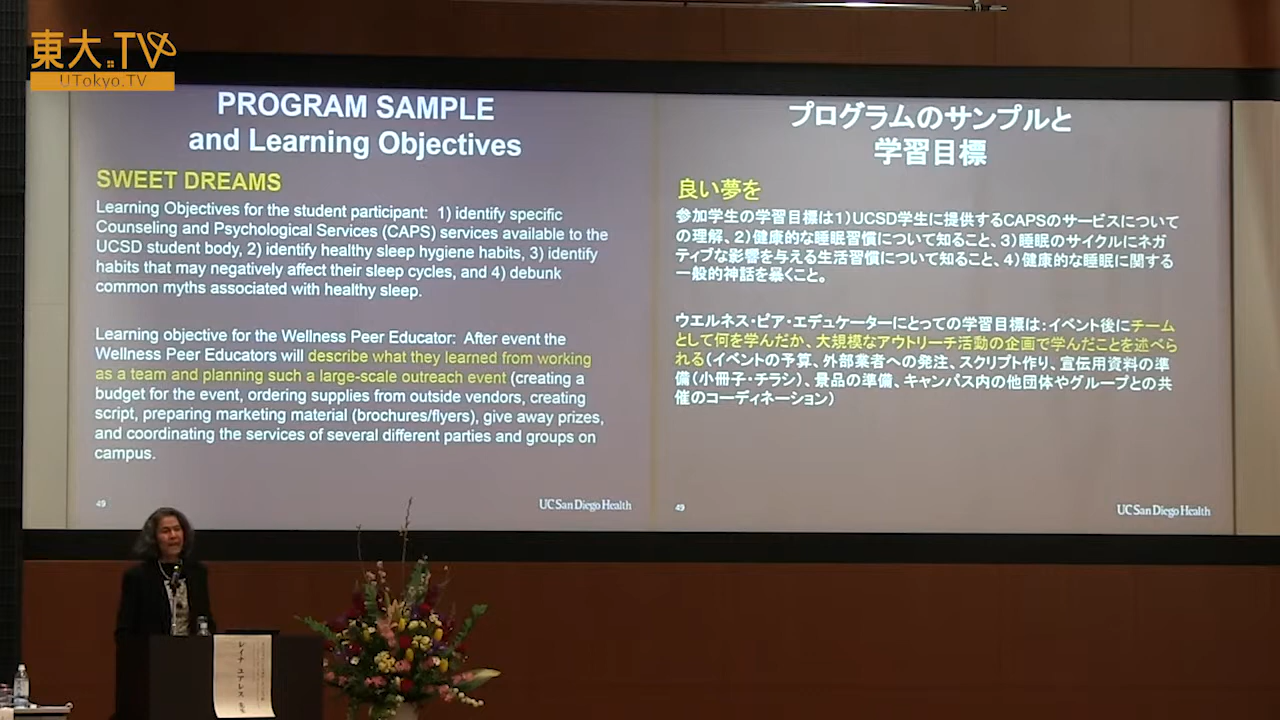 東大.TV
UTokyo.TV
PROGRAM SAMPLE
and Learning Objectives
SWEET DREAMS
Learning Objectives for the student participant: 1) identify specific
Counseling and Psychological Services (CAPS) services available to the
UCSD student body, 2) identify healthy sleep hygiene habits, 3) identify
habits that may negatively affect their sleep cycles, and 4) debunk
common myths associated with healthy sleep.
Learning objective for the Wellness Peer Educator: After event the
Wellness Peer Educators will describe what they learned from working
as a team and planning such a large-scale outreach event (creating a
budget for the event, ordering supplies from outside vendors, creating
script, preparing marketing material (brochures/flyers), give away prizes,
and coordinating the services of several different parties and groups on
campus.
49
UC San Diego Health
プログラムのサンプルと
学習目標
良い夢を
参加学生の学習目標は１）UCSD学生に提供するCAPSのサービスについて
の理解、２）健康的な睡眠習慣について知ること、３）睡眠のサイクルにネガ
ティブな影響を与える生活習慣について知ること、４）健康的な睡眠に関する
一般的神話を暴くこと。
ウエルネス・ピア・エデュケーターにとっての学習目標は：イベント後にチーム
として何を学んだか、大規模なアウトリーチ活動の企画で学んだことを述べら
れる（イベントの予算、外部業者への発注、スクリプト作り、宣伝用資料の準
備（小冊子・チラシ）、景品の準備、キャンパス内の他団体やグループとの共
催のコーディネーション）
49
UC San Diego Health
レイナ ユアレス